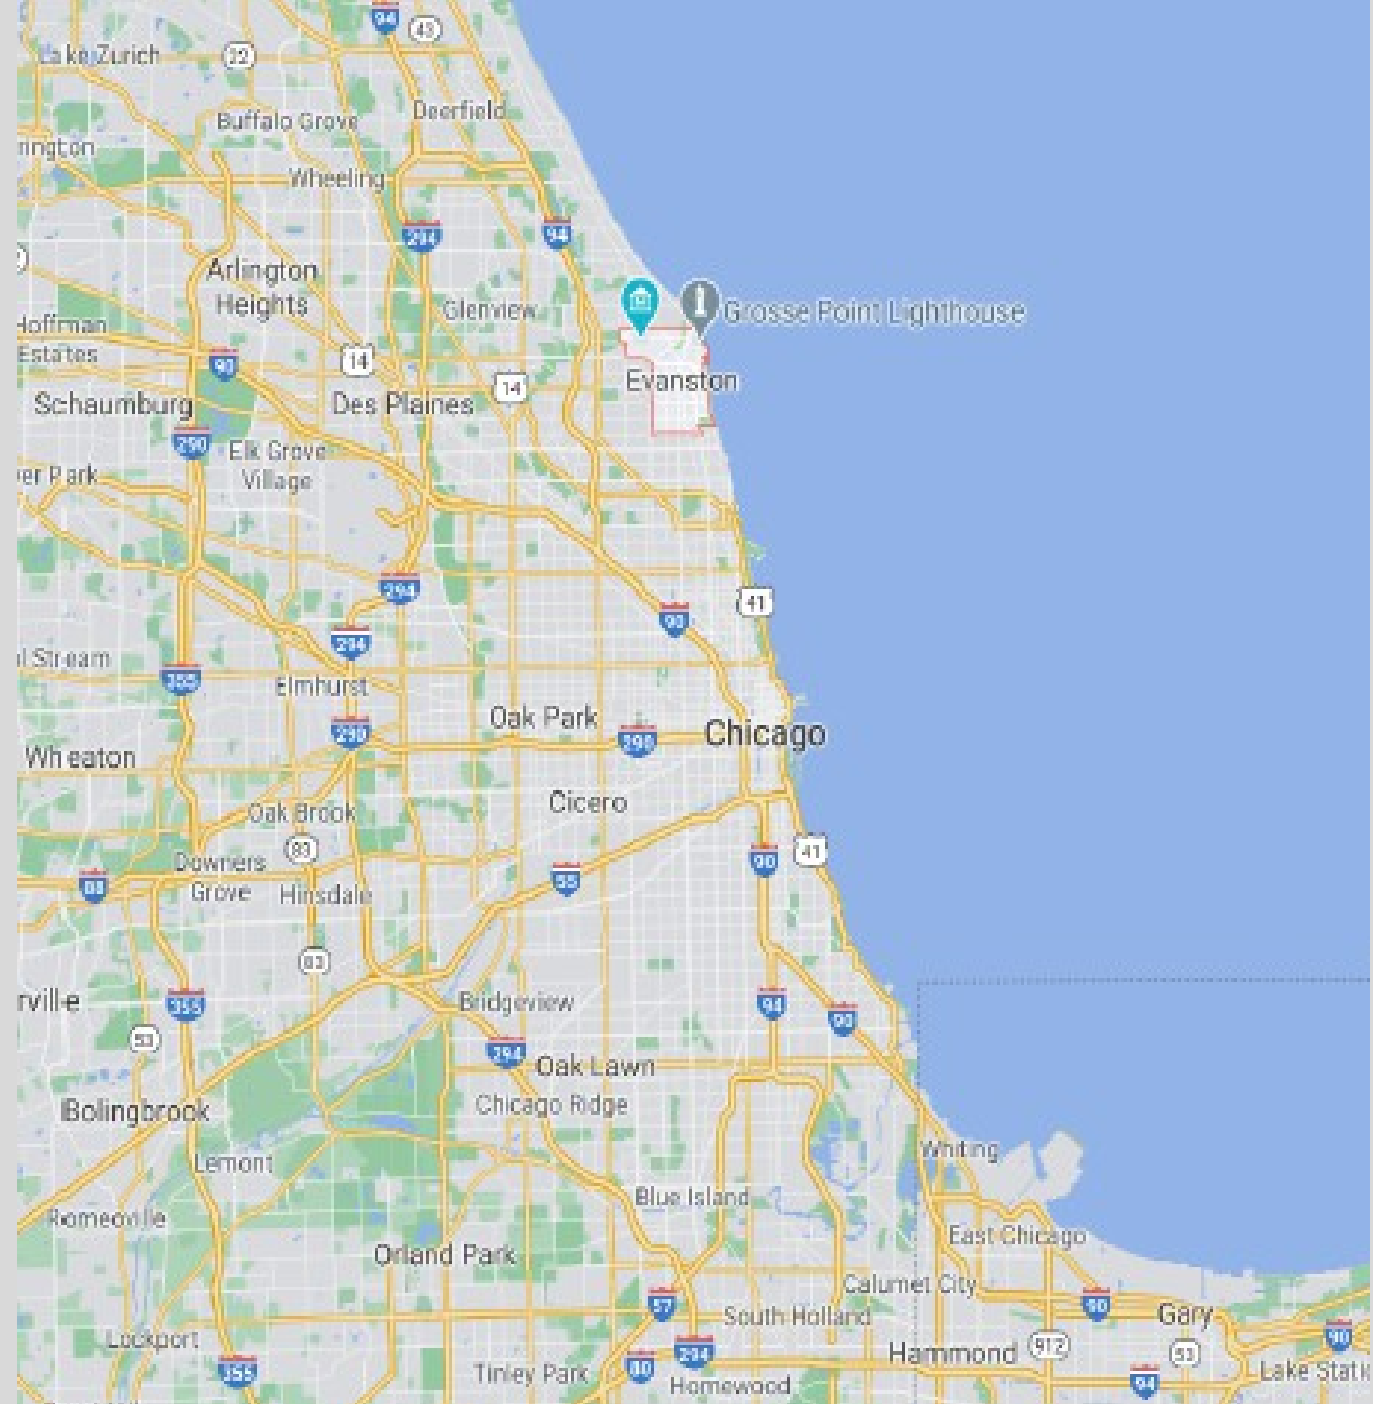 94
43
Lake Zurich
22
Deerfield
Buffalo Grove
rington
Wheeling
294
94
Arlington
Heights
Glenview
Grosse Point Lighthouse
Hoffman
Estates
90
14
Evanston
14
Schaumburg
Des Plaines
290
Elk Grove
Village
er Park
294
90
41
294
l Stream
355
Elmhurst
Oak Park
290
290
Chicago
Wheaton
Cicero
Oak Brook
83
90
41
Downers
Grove
88
Hinsdale
55
83
rville
355
Bridgeview
94
90
53
294
Oak Lawn
Bolingbrook
Chicago Ridge
Whiting
Lemont
Blue Island
Romeoville
East Chicago
Orland Park
Calumet City
57
90
South Holland
Gary
Lockport
90
294
Hammond
912
53
355
Tinley Park
80
Homewood
94
Lake Stati